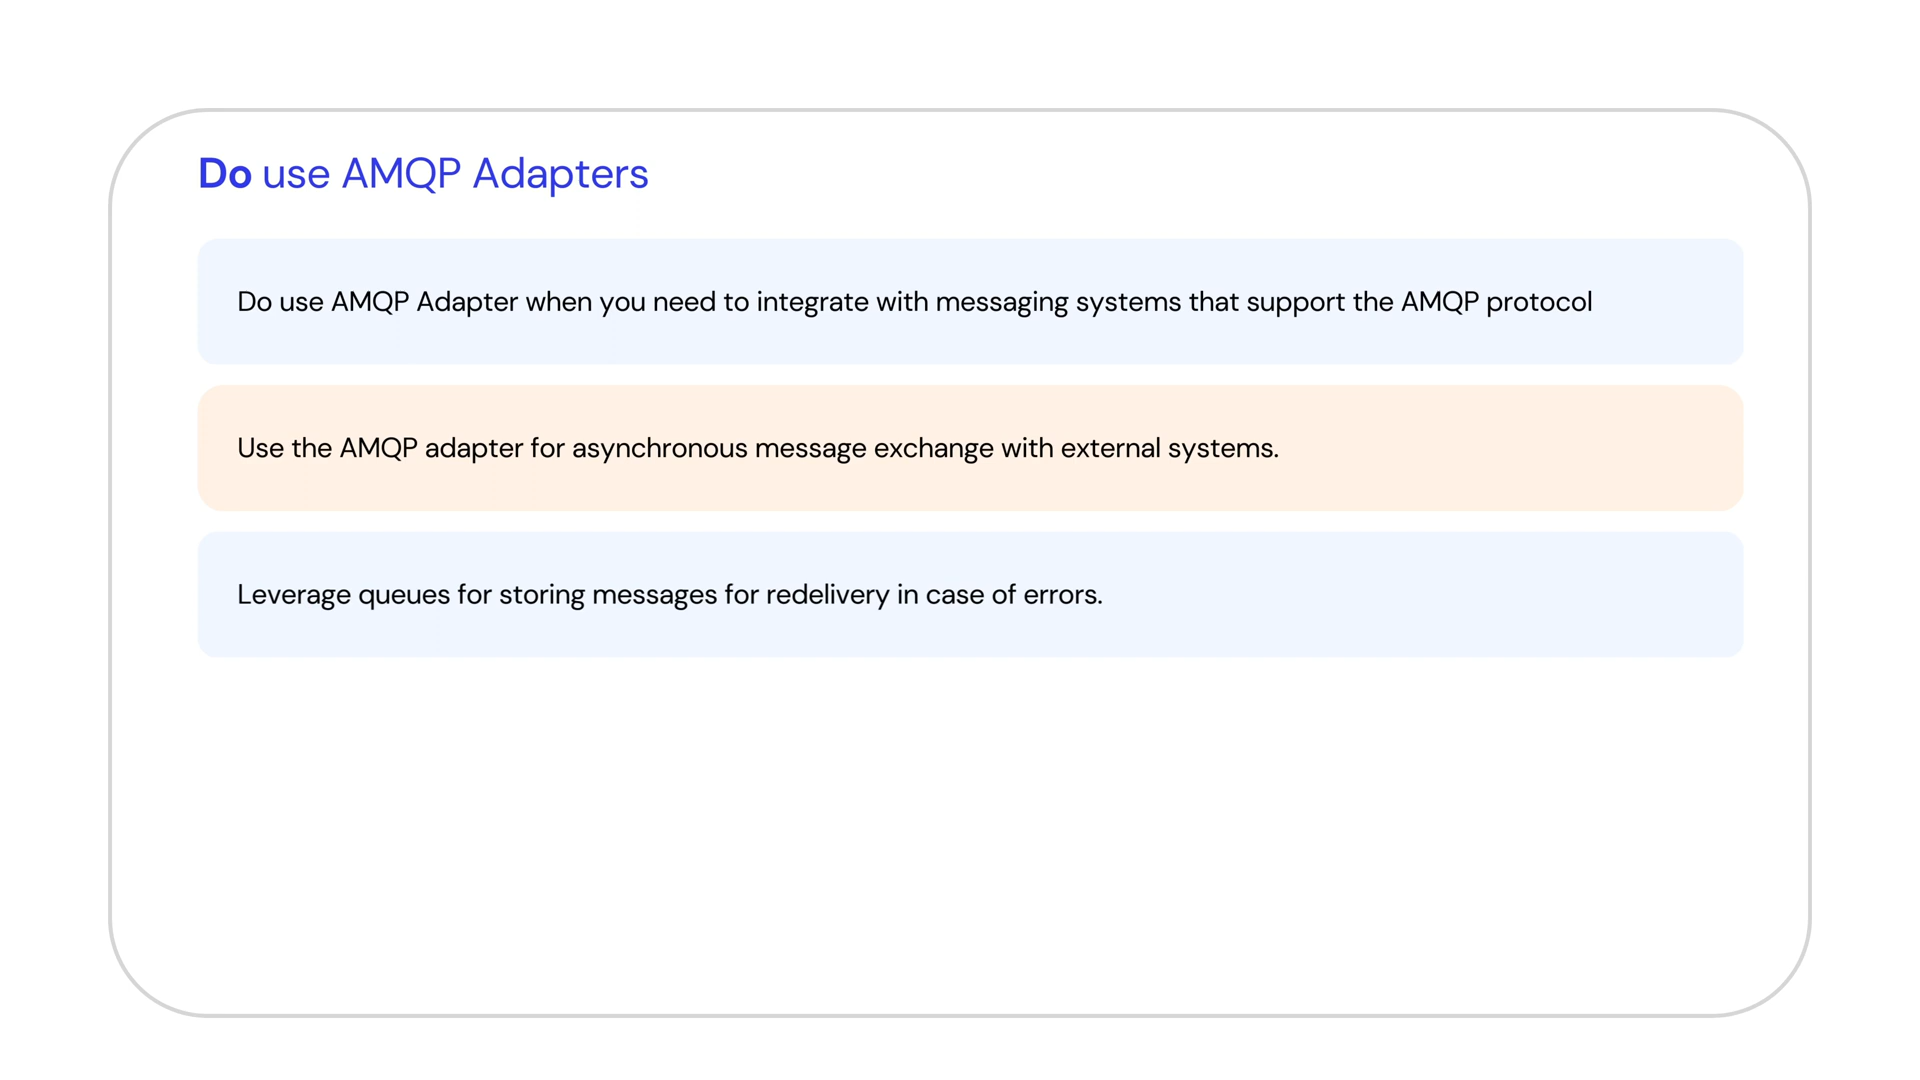 Do use AMQP Adapters
Do use AMQP Adapter when you need to integrate with messaging systems that support the AMQP protocol
Use the AMQP adapter for asynchronous message exchange with external systems.
Leverage queues for storing messages for redelivery in case of errors.